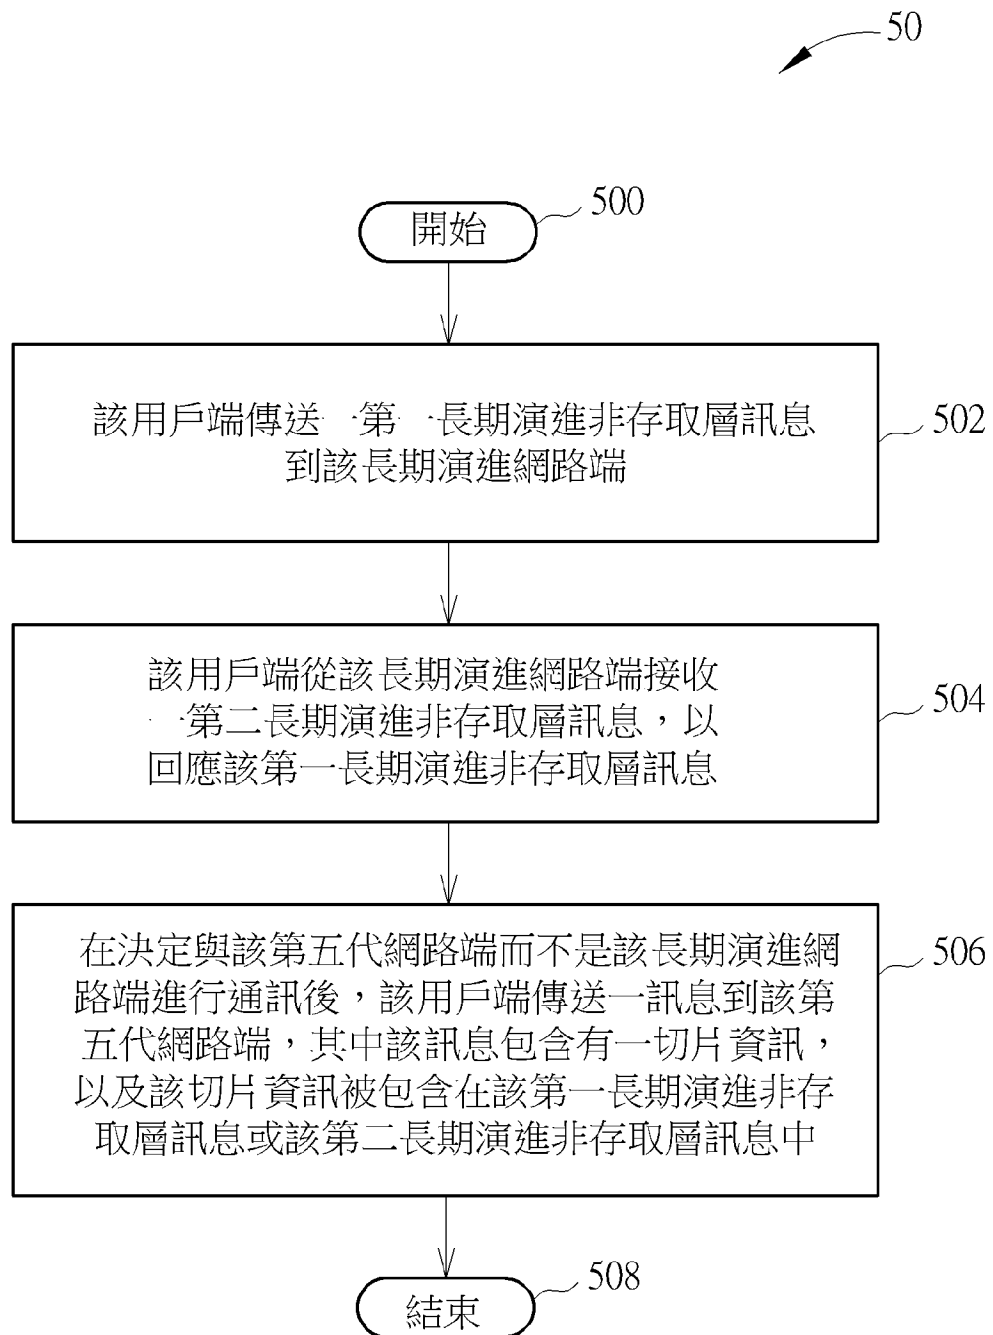 50
開始
500
該用戶端傳送一第一長期演進非存取層訊息
到該長期演進網路端
502
該用戶端從該長期演進網路端接收
一第二長期演進非存取層訊息，以
回應該第一長期演進非存取層訊息
504
在決定與該第五代網路端而不是該長期演進網
路端進行通訊後，該用戶端傳送一訊息到該第
五代網路端，其中該訊息包含有一切片資訊，
以及該切片資訊被包含在該第一長期演進非存
取層訊息或該第二長期演進非存取層訊息中
506
結束
508